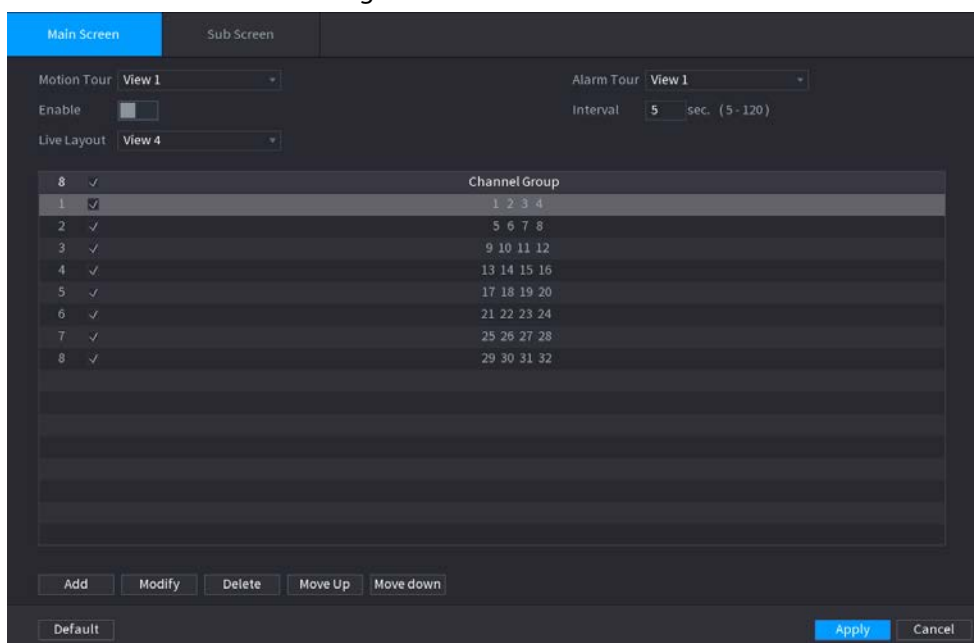 Main Screen Sub Screen
Motion Tour View 1 Alarm Tour View 1
Enable Interval 5 sec. (5-120)
Live Layout View 4
8 Channel Group
1 1 2 3 4
2 5 6 7 8
3 9 10 11 12
4 13 14 15 16
5 17 18 19 20
6 21 22 23 24
7 25 26 27 28
8 29 30 31 32
Add Modify Delete Move Up Move down
Default Apply Cancel